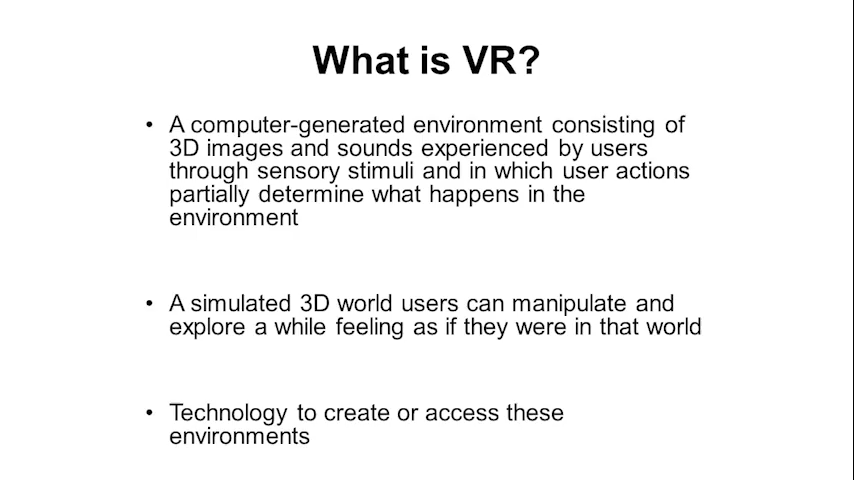 What is VR?
• A computer-generated environment consisting of
3D images and sounds experienced by users
through sensory stimuli and in which user actions
partially determine what happens in the
environment
• A simulated 3D world users can manipulate and
explore a while feeling as if they were in that world
• Technology to create or access these
environments